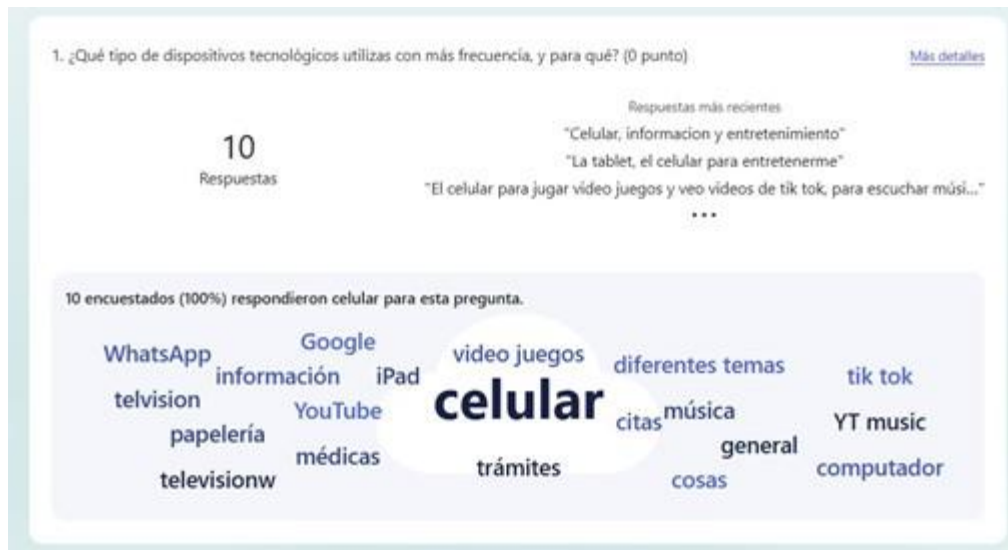 1. ¿Qué tipo de dispositivos tecnológicos utilizas con más frecuencia, y para qué? (0 punto)
Más detalles
10
Respuestas
Respuestas más recientes
"Celular, informacion y entretenimiento"
"La tablet, el celular para entretenerme"
"El celular para jugar video juegos y veo videos de tik tok, para escuchar músi..."
...
10 encuestados (100%) respondieron celular para esta pregunta.
WhatsApp Google video juegos diferentes temas tik tok
información iPad
telvision YouTube celular citas música YT music
papelería médicas trámites general computador
televisionw cosas